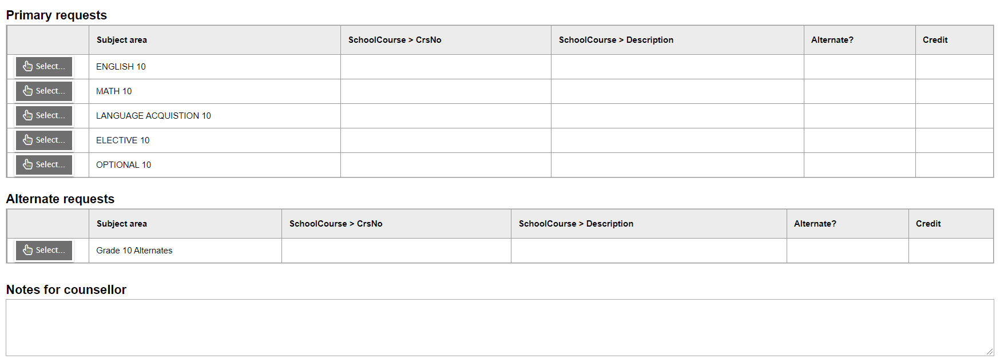 Primary requests
Subject area SchoolCourse > CrsNo SchoolCourse > Description Alternate? Credit
Select... ENGLISH 10
Select... MATH 10
Select... LANGUAGE ACQUISTION 10
Select... ELECTIVE 10
Select... OPTIONAL 10
Alternate requests
Subject area SchoolCourse > CrsNo SchoolCourse > Description Alternate? Credit
Select... Grade 10 Alternates
Notes for counsellor